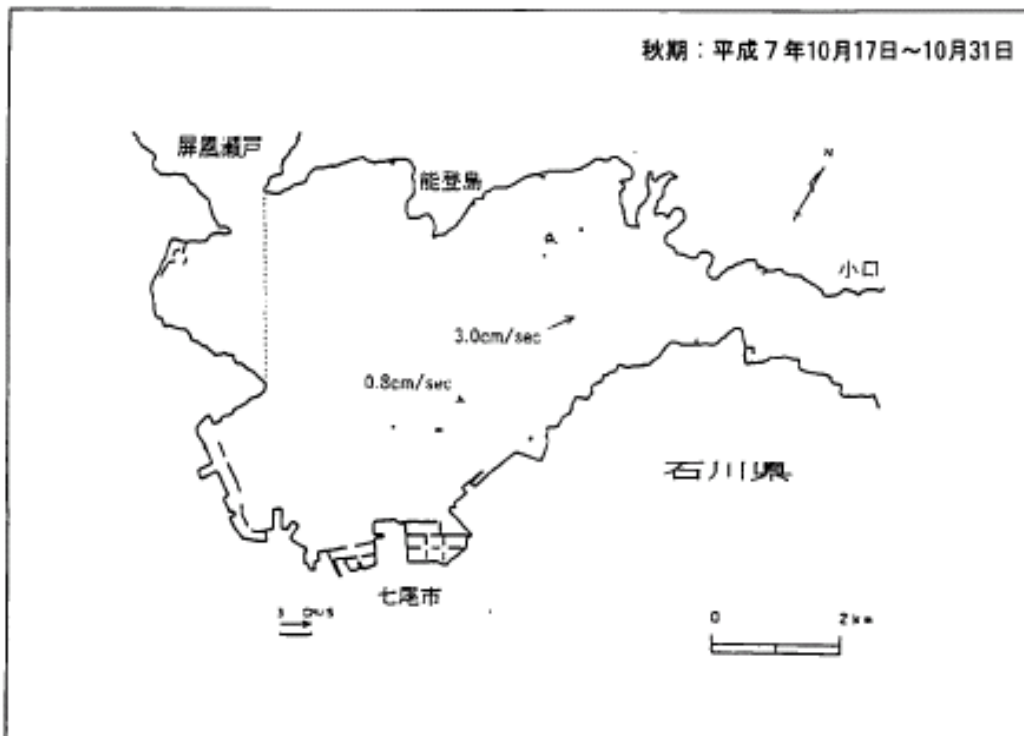 秋期：平成7年10月17日～10月31日
屏風瀬戸
能登島
N
小口
3.0cm/sec
0.8cm/sec
石川県
七尾市
0 2km